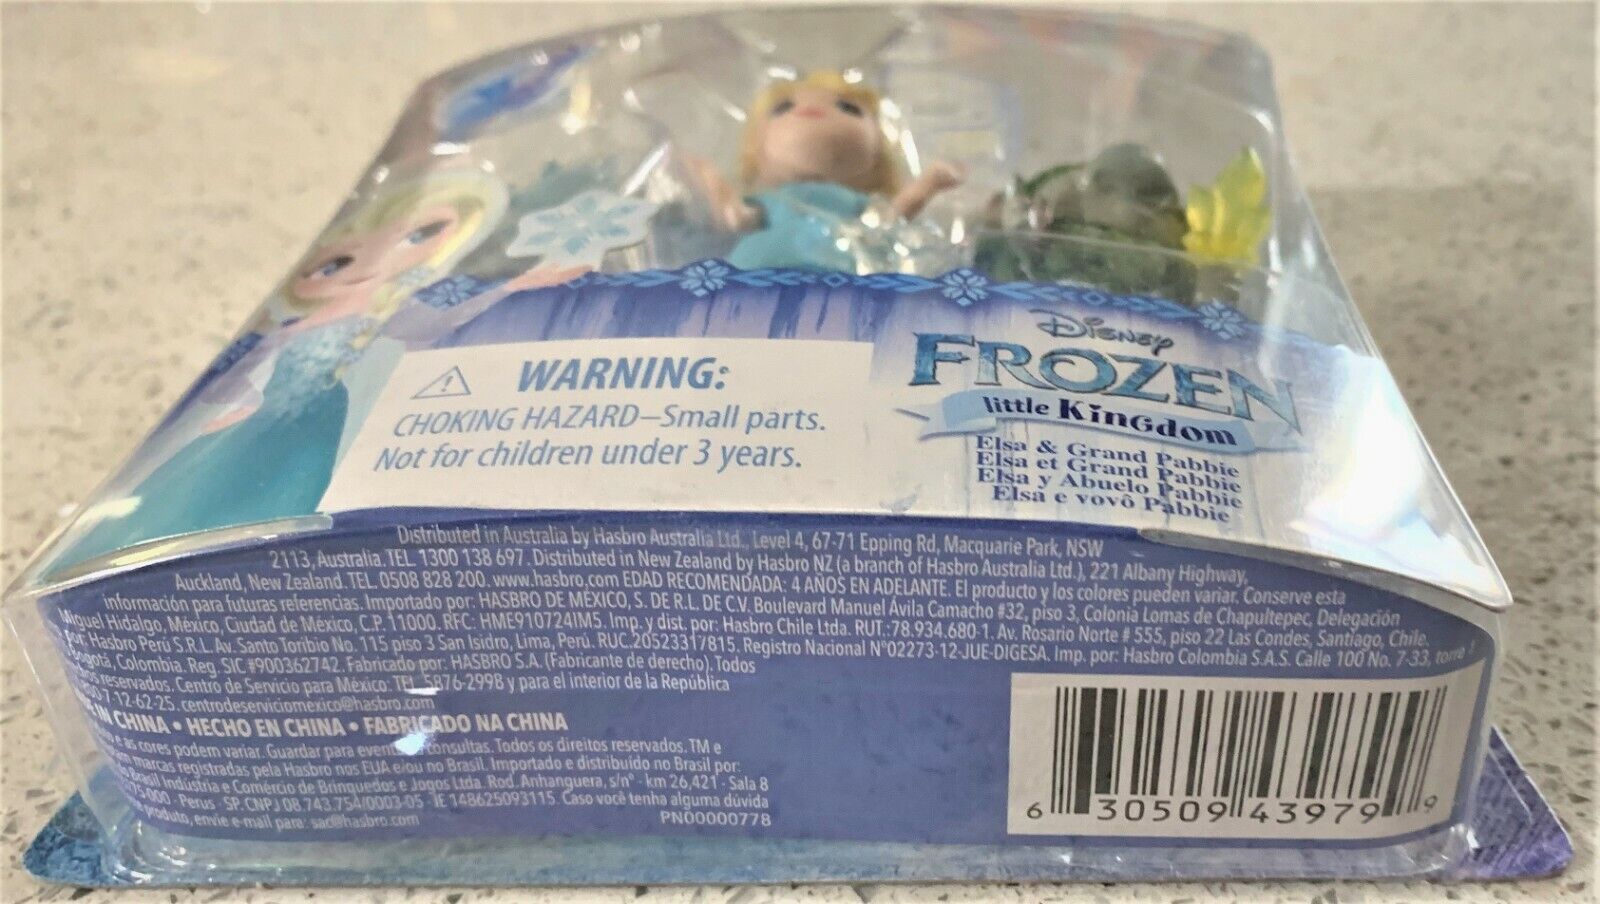 WARNING:
CHOKING HAZARD—Small parts.
Not for children under 3 years.
Disney
FROZEN
little Kingdom
Elsa & Grand Pabbie
Elsa et Grand Pabbie
Elsa y Abuelo Pabbie
Elsa e vovô Pabbie
Distributed in Australia by Hasbro Australia Ltd., Level 4, 67-71 Epping Rd, Macquarie Park, NSW
2113, Australia. TEL 1300 138 697. Distributed in New Zealand by Hasbro NZ (a branch of Hasbro Australia Ltd.), 221 Albany Highway,
Auckland, New Zealand. TEL. 0508 828 200. www.hasbro.com EDAD RECOMENDADA: 4 AÑOS EN ADELANTE. El producto y los colores pueden variar. Conserve esta
información para futuras referencias. Importado por: HASBRO DE MÉXICO, S. DE R.L. DE C.V. Boulevard Manuel Ávila Camacho #32, piso 3, Colonia Lomas de Chapultepec, Delegación
Miguel Hidalgo, México, Ciudad de México, C.P. 11000. RFC: HME910724IM5. Imp. y dist. por: Hasbro Chile Ltda. RUT.:78.934.680-1. Av. Rosario Norte # 555, piso 22 Las Condes, Santiago, Chile.
por: Hasbro Perú S.R.L. Av. Santo Toribio No. 115 piso 3 San Isidro, Lima, Perú. RUC.20523317815. Registro Nacional N°02273-12-JUE-DIGESA. Imp. por: Hasbro Colombia S.A.S. Calle 100 No. 7-33, torre 1
Bogotá, Colombia. Reg. SIC.#900362742. Fabricado por: HASBRO S.A. (Fabricante de derecho). Todos
reservados. Centro de Servicio para México: TEL. 5876-2998 y para el interior de la República
7-12-62-25. centrodeserviciomexico@hasbro.com
IN CHINA • HECHO EN CHINA • FABRICADO NA CHINA
e as cores podem variar. Guardar para eventuais consultas. Todos os direitos reservados. TM e
marcas registradas pela Hasbro nos EUA e/ou no Brasil. Importado e distribuído no Brasil por:
Brasil Indústria e Comércio de Brinquedos e Jogos Ltda. Rod. Anhanguera, s/nº - km 26,421 - Sala 8
75-000 - Perus - SP. CNPJ 08.743.754/0003-05 - IE 148625093115. Caso você tenha alguma dúvida
produto, envie e-mail para: sac@hasbro.com
PN00000778
6 30509 43979 9